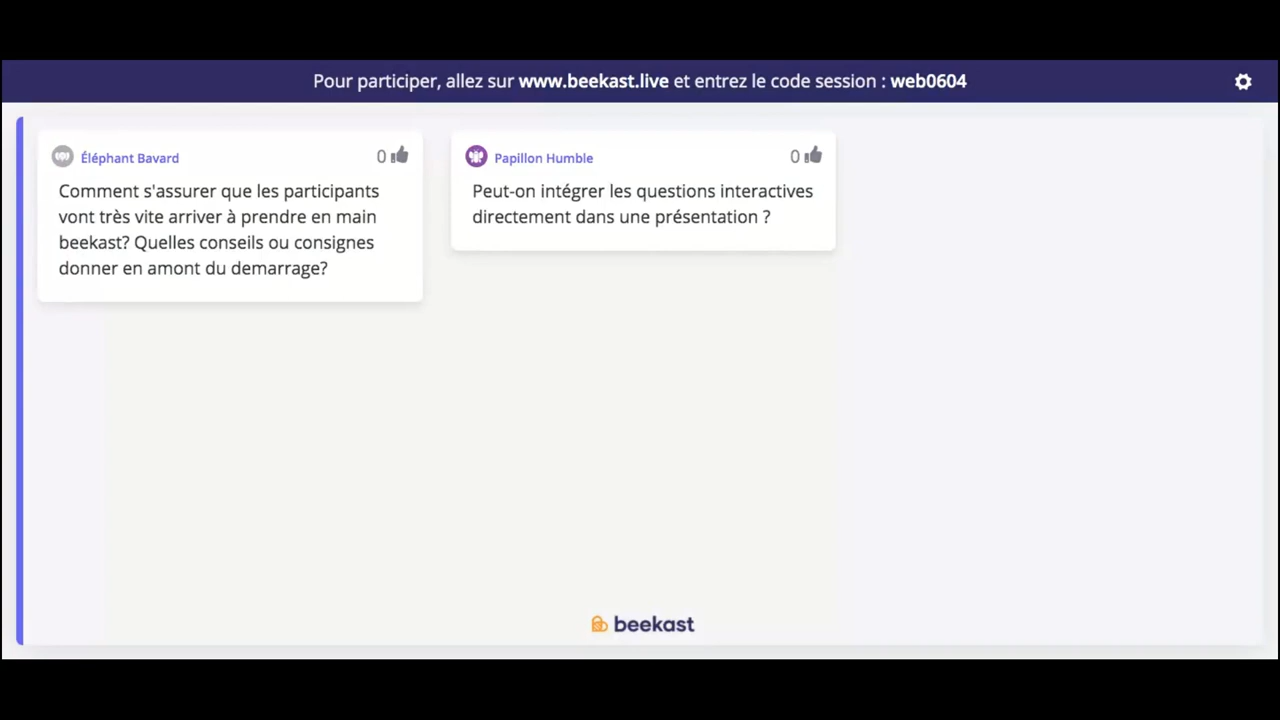 Pour participer, allez sur www.beekast.live et entrez le code session : web0604
Éléphant Bavard
0
Comment s'assurer que les participants
vont très vite arriver à prendre en main
beekast? Quelles conseils ou consignes
donner en amont du demarrage?
Papillon Humble
0
Peut-on intégrer les questions interactives
directement dans une présentation ?
beekast